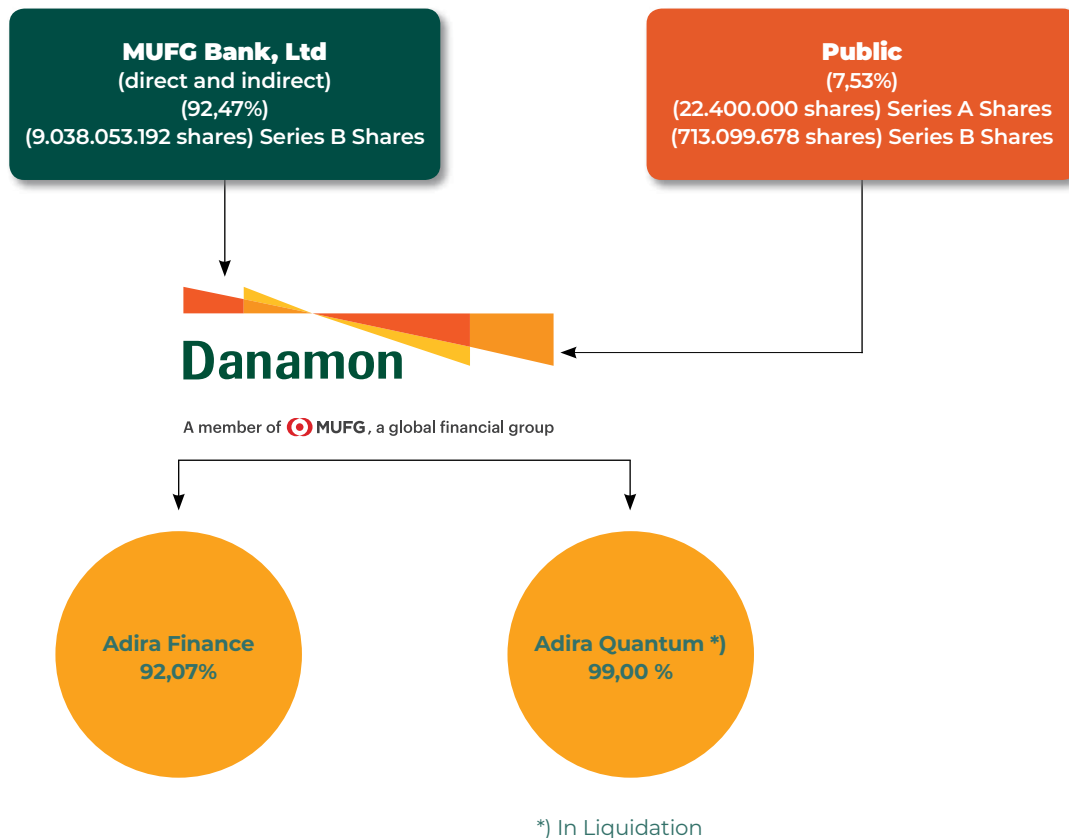 MUFG Bank, Ltd
(direct and indirect)
(92,47%)
(9.038.053.192 shares) Series B Shares
Public
(7,53%)
(22.400.000 shares) Series A Shares
(713.099.678 shares) Series B Shares
Danamon
A member of MUFG, a global financial group
Adira Finance
92,07%
Adira Quantum *)
99,00 %
*) In Liquidation